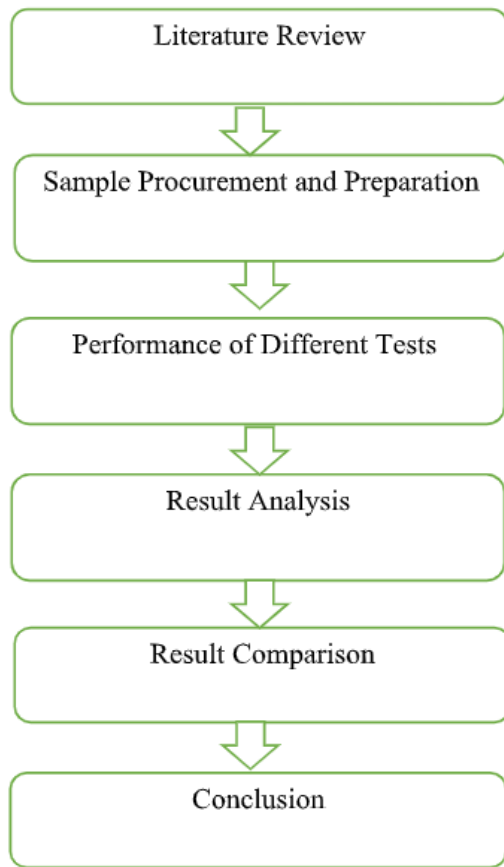 Literature Review
Sample Procurement and Preparation
Performance of Different Tests
Result Analysis
Result Comparison
Conclusion